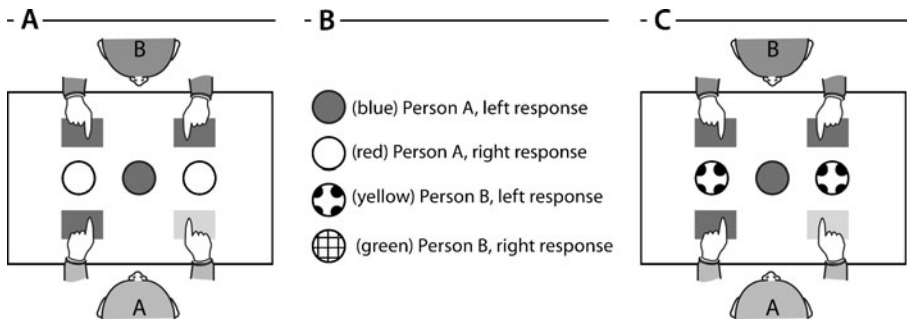 A
B
A
B
(blue) Person A, left response
(red) Person A, right response
(yellow) Person B, left response
(green) Person B, right response
C
B
A